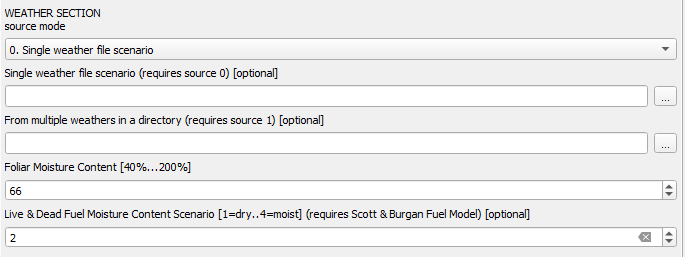 WEATHER SECTION
source mode
0. Single weather file scenario
Single weather file scenario (requires source 0) [optional]
...
From multiple weathers in a directory (requires source 1) [optional]
...
Foliar Moisture Content [40%...200%]
66
Live & Dead Fuel Moisture Content Scenario [1=dry..4=moist] (requires Scott & Burgan Fuel Model) [optional]
2